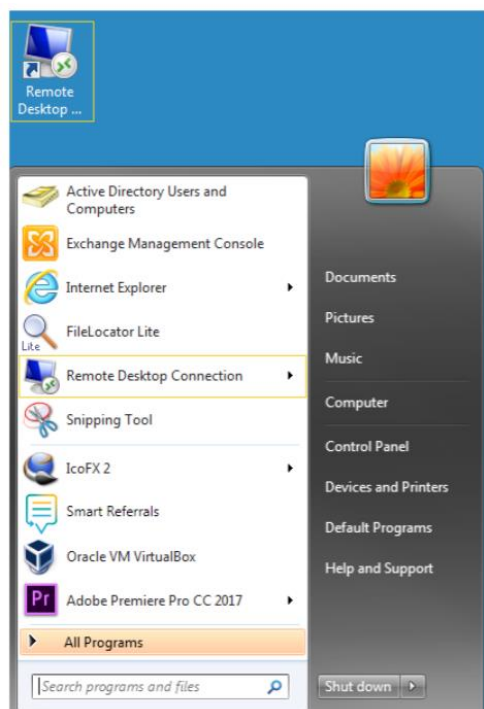 Remote
Desktop ...
Active Directory Users and
Computers
Exchange Management Console
Internet Explorer
Lite
FileLocator Lite
Remote Desktop Connection
Snipping Tool
IcoFX 2
Smart Referrals
Oracle VM VirtualBox
Pr
Adobe Premiere Pro CC 2017
All Programs
Search programs and files
Documents
Pictures
Music
Computer
Control Panel
Devices and Printers
Default Programs
Help and Support
Shut down